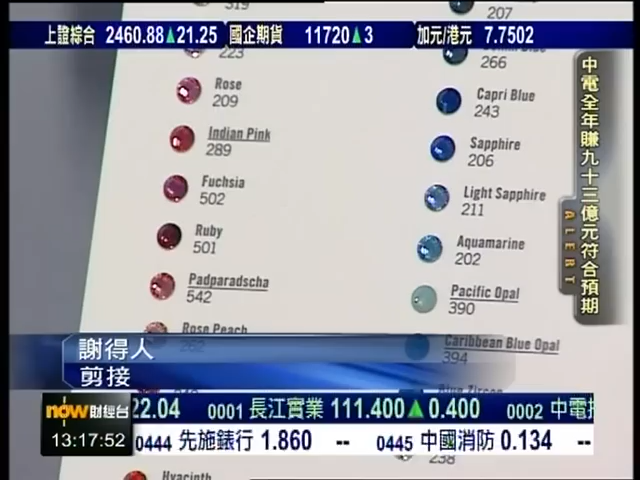 319
207
上證綜合 2460.88▲21.25 國企期貨 11720▲3 加元/港元 7.7502
223
266
Rose
209
Indian Pink
289
Fuchsia
502
Ruby
501
Padparadscha
542
Rose Peach
262
Capri Blue
243
Sapphire
206
Light Sapphire
211
Aquamarine
202
Pacific Opal
390
Caribbean Blue Opal
394
Blue Zircon
中電全年賺九十三億元符合預期
ALERT
謝得人
剪接
now財經台
13:17:52
22.04 0001 長江實業 111.400▲0.400 0002 中電
0444 先施錶行 1.860 -- 0445 中國消防 0.134 --
238
Hyacinth